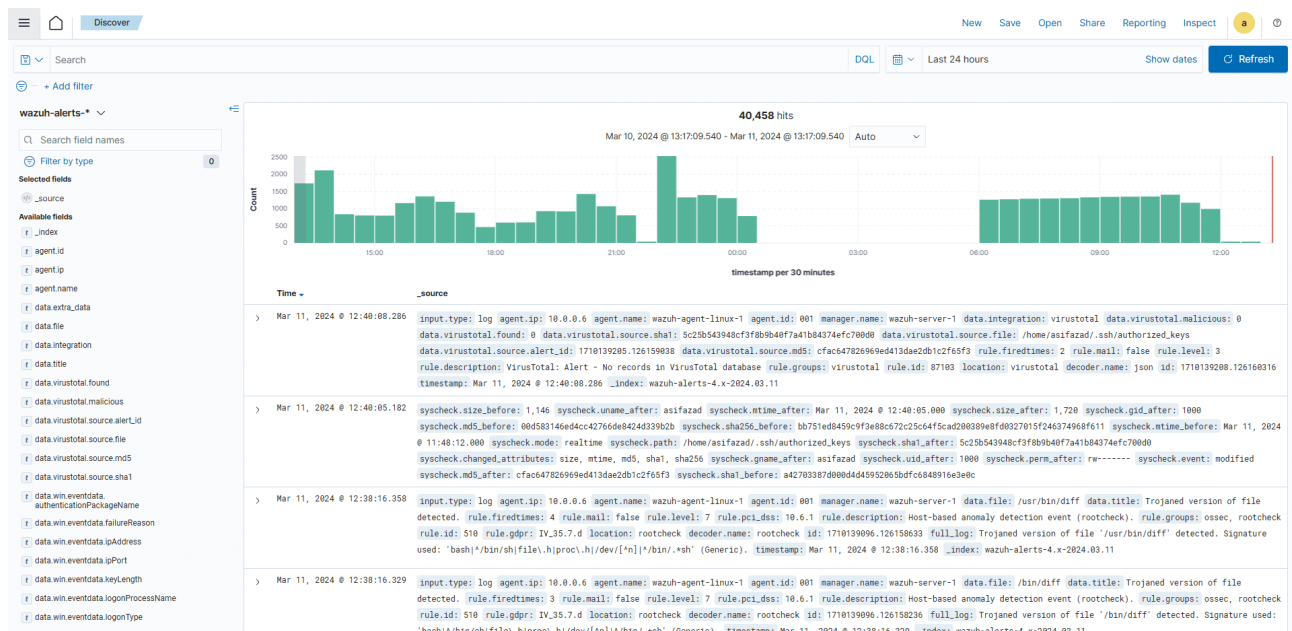 Discover
New Save Open Share Reporting Inspect a
Search DQL Last 24 hours Show dates Refresh
+ Add filter
wazuh-alerts-*
Search field names
Filter by type 0
Selected fields
_source
Available fields
t _index
t agent.id
t agent.ip
t agent.name
t data.extra_data
t data.file
t data.integration
t data.title
t data.virustotal.found
t data.virustotal.malicious
t data.virustotal.source.alert_id
t data.virustotal.source.file
t data.virustotal.source.md5
t data.virustotal.source.sha1
t data.win.eventdata.
authenticationPackageName
t data.win.eventdata.failureReason
t data.win.eventdata.ipAddress
t data.win.eventdata.ipPort
t data.win.eventdata.keyLength
t data.win.eventdata.logonProcessName
t data.win.eventdata.logonType
40,458 hits
Mar 10, 2024 @ 13:17:09.540 - Mar 11, 2024 @ 13:17:09.540 Auto
Count
2500
2000
1500
1000
500
0
15:00 18:00 21:00 00:00 03:00 06:00 09:00 12:00
timestamp per 30 minutes
Time _source
Mar 11, 2024 @ 12:40:08.286 input.type: log agent.ip: 10.0.0.6 agent.name: wazuh-agent-linux-1 agent.id: 001 manager.name: wazuh-server-1 data.integration: virustotal data.virustotal.malicious: 0
data.virustotal.found: 0 data.virustotal.source.sha1: 5c25b543948cf3f8b9b40f7a41b84374efc700d0 data.virustotal.source.file: /home/asifazad/.ssh/authorized_keys
data.virustotal.source.alert_id: 1710139205.126159038 data.virustotal.source.md5: cfac647826969ed413dae2db1c2f65f3 rule.firedtimes: 2 rule.mail: false rule.level: 3
rule.description: VirusTotal: Alert - No records in VirusTotal database rule.groups: virustotal rule.id: 87103 location: virustotal decoder.name: json id: 1710139208.126160316
timestamp: Mar 11, 2024 @ 12:40:08.286 _index: wazuh-alerts-4.x-2024.03.11
Mar 11, 2024 @ 12:40:05.182 syscheck.size_before: 1,146 syscheck.uname_after: asifazad syscheck.mtime_after: Mar 11, 2024 @ 12:40:05.000 syscheck.size_after: 1,720 syscheck.gid_after: 1000
syscheck.md5_before: 00d583146ed4cc42766de8424d339b2b syscheck.sha256_before: bb751ed8459c9f3e88c672c25c64f5cad200389e8fd0327015f246374968f611 syscheck.mtime_before: Mar 11, 2024
@ 11:48:12.000 syscheck.mode: realtime syscheck.path: /home/asifazad/.ssh/authorized_keys syscheck.sha1_after: 5c25b543948cf3f8b9b40f7a41b84374efc700d0
syscheck.changed_attributes: size, mtime, md5, sha1, sha256 syscheck.gname_after: asifazad syscheck.uid_after: 1000 syscheck.perm_after: rw------- syscheck.event: modified
syscheck.md5_after: cfac647826969ed413dae2db1c2f65f3 syscheck.sha1_before: a42703387d000d4d45952065bdfc6848916e3e0c
Mar 11, 2024 @ 12:38:16.358 input.type: log agent.ip: 10.0.0.6 agent.name: wazuh-agent-linux-1 agent.id: 001 manager.name: wazuh-server-1 data.file: /usr/bin/diff data.title: Trojaned version of file
detected. rule.firedtimes: 4 rule.mail: false rule.level: 7 rule.pci_dss: 10.6.1 rule.description: Host-based anomaly detection event (rootcheck). rule.groups: ossec, rootcheck
rule.id: 510 rule.gdpr: IV_35.7.d location: rootcheck decoder.name: rootcheck id: 1710139096.126158633 full_log: Trojaned version of file '/usr/bin/diff' detected. Signature
used: 'bash|^/bin/sh|file\.h|proc\.h|/dev/[^n]|^/bin/.*sh' (Generic). timestamp: Mar 11, 2024 @ 12:38:16.358 _index: wazuh-alerts-4.x-2024.03.11
Mar 11, 2024 @ 12:38:16.329 input.type: log agent.ip: 10.0.0.6 agent.name: wazuh-agent-linux-1 agent.id: 001 manager.name: wazuh-server-1 data.file: /bin/diff data.title: Trojaned version of file
detected. rule.firedtimes: 3 rule.mail: false rule.level: 7 rule.pci_dss: 10.6.1 rule.description: Host-based anomaly detection event (rootcheck). rule.groups: ossec, rootcheck
rule.id: 510 rule.gdpr: IV_35.7.d location: rootcheck decoder.name: rootcheck id: 1710139096.126158236 full_log: Trojaned version of file '/bin/diff' detected. Signature used: